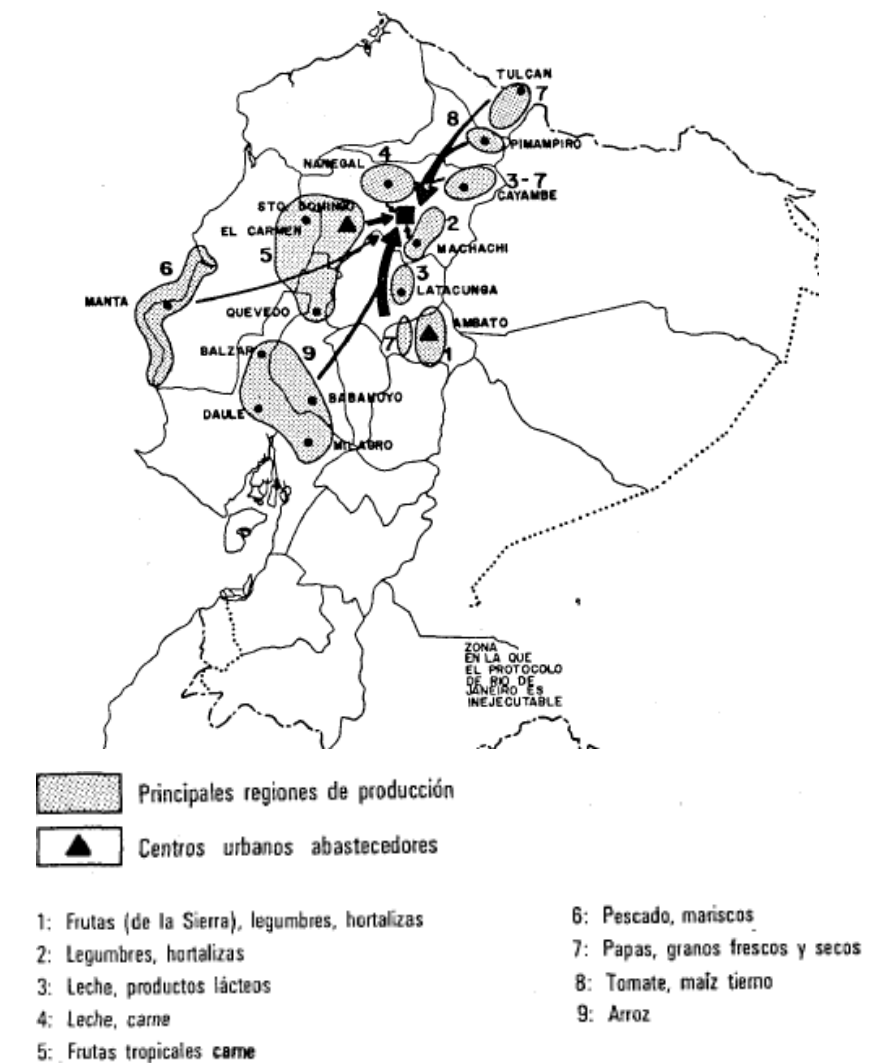 TULCAN
7
8
PIMAMPIRO
4
NANEGAL
3-7
CAYAMBE
STO. DOMINGO
2
EL CARMEN
MACHACHI
5
6
3
MANTA
LATACUNGA
QUEVEDO
AMBATO
7
BALZAR
9
1
BABAHOYO
DAULE
MILAGRO
ZONA
EN LA QUE
EL PROTOCOLO
DE RIO DE
JANEIRO ES
INEJECUTABLE
Principales regiones de producción
Centros urbanos abastecedores
1: Frutas (de la Sierra), legumbres, hortalizas
2: Legumbres, hortalizas
3: Leche, productos lácteos
4: Leche, carne
5: Frutas tropicales carne
6: Pescado, mariscos
7: Papas, granos frescos y secos
8: Tomate, maíz tierno
9: Arroz